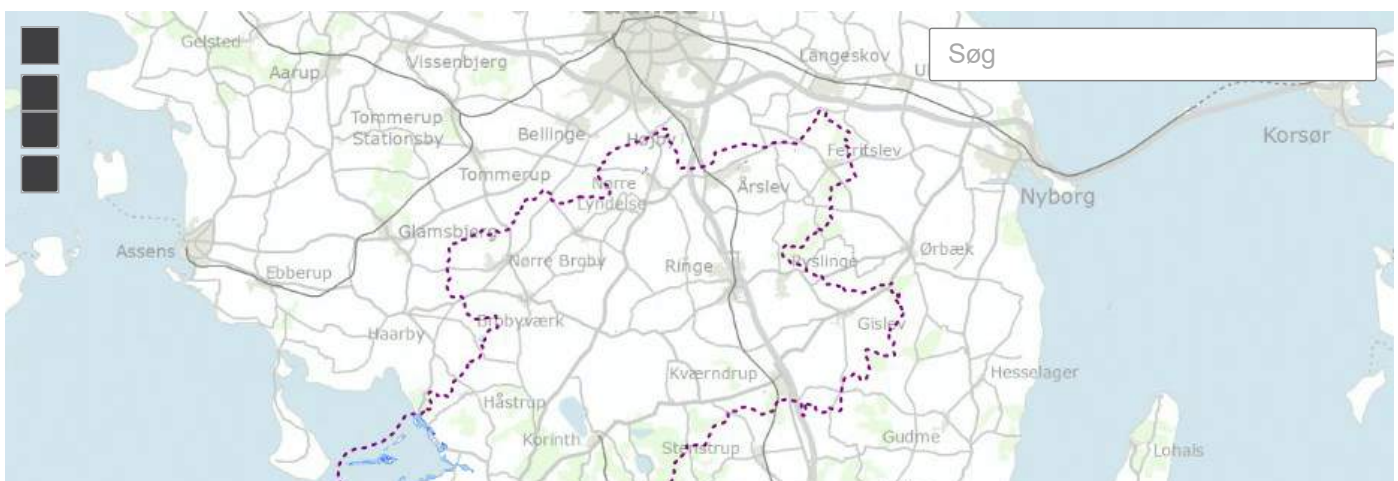 Gelsted
Aarup
Vissenbjerg
Langeskov
Søg
Tommerup
Stationsby
Bellinge
Højby
Ferritslev
Korsør
Tommerup
Nørre
Lyndelse
Årslev
Nyborg
Assens
Glamsbjerg
Ebberup
Nørre Broby
Ringe
Ryslinge
Ørbæk
Haarby
Brobyværk
Gislev
Kværndrup
Hesselager
Håstrup
Korinth
Stenstrup
Gudme
Lohals